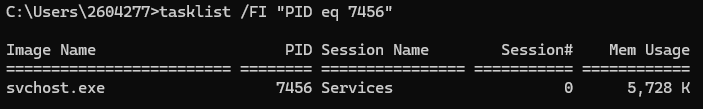 C:\Users\2604277>tasklist /FI "PID eq 7456"
Image Name                     PID Session Name        Session#    Mem Usage
========================= ======== ================ =========== ============
svchost.exe                   7456 Services                   0      5,728 K